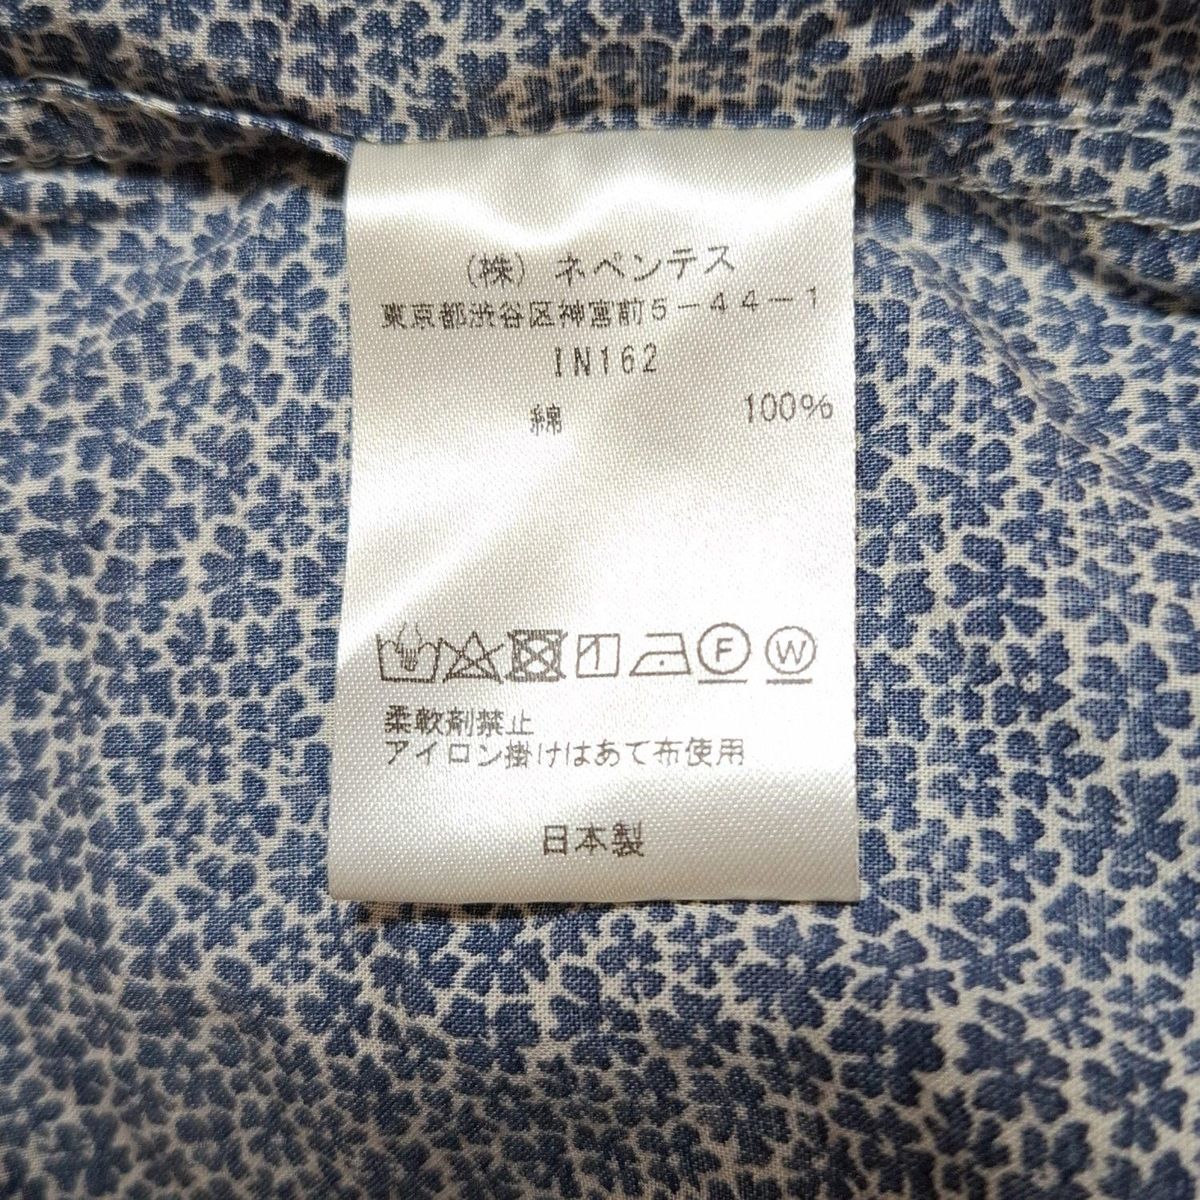 (株) ネペンテス
東京都渋谷区神宮前5-44-1
IN162
綿 100%
F W
柔軟剤禁止
アイロン掛けはあて布使用
日本製